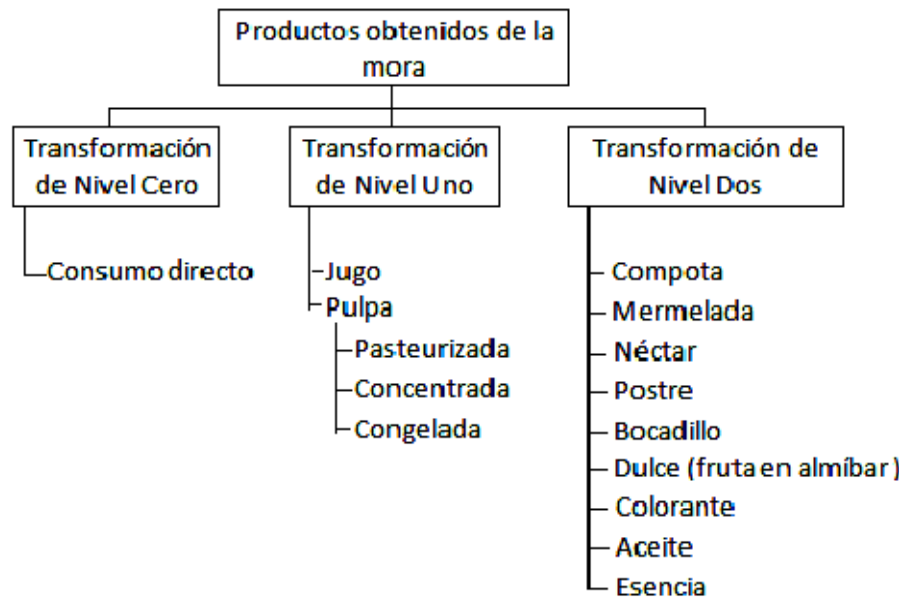 Productos obtenidos de la
mora
Transformación
de Nivel Cero
Consumo directo
Transformación
de Nivel Uno
Jugo
Pulpa
Pasteurizada
Concentrada
Congelada
Transformación de
Nivel Dos
Compota
Mermelada
Néctar
Postre
Bocadillo
Dulce (fruta en almíbar)
Colorante
Aceite
Esencia